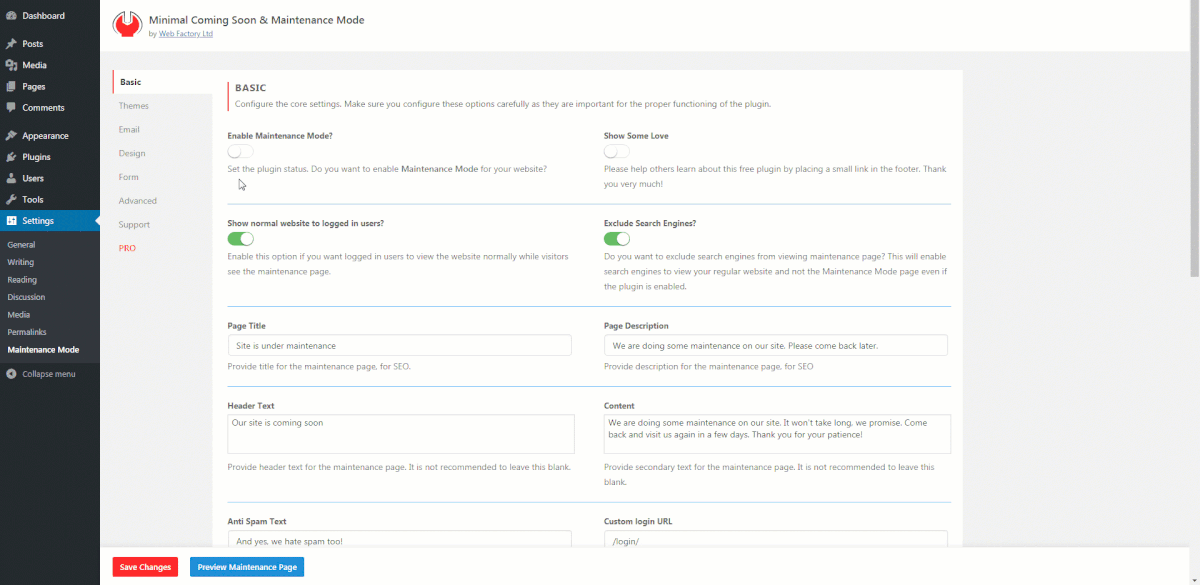 Dashboard
Posts
Media
Pages
Comments
Appearance
Plugins
Users
Tools
Settings
General
Writing
Reading
Discussion
Media
Permalinks
Maintenance Mode
Collapse menu
Minimal Coming Soon & Maintenance Mode
by Web Factory Ltd
Basic
Themes
Email
Design
Form
Advanced
Support
PRO
BASIC
Configure the core settings. Make sure you configure these options carefully as they are important for the proper functioning of the plugin.
Enable Maintenance Mode?
Set the plugin status. Do you want to enable Maintenance Mode for your website?
Show Some Love
Please help others learn about this free plugin by placing a small link in the footer. Thank
you very much!
Show normal website to logged in users?
Enable this option if you want logged in users to view the website normally while visitors
see the maintenance page.
Exclude Search Engines?
Do you want to exclude search engines from viewing maintenance page? This will enable
search engines to view your regular website and not the Maintenance Mode page even if
the plugin is enabled.
Page Title
Site is under maintenance
Provide title for the maintenance page, for SEO.
Page Description
We are doing some maintenance on our site. Please come back later.
Provide description for the maintenance page, for SEO
Header Text
Our site is coming soon
Provide header text for the maintenance page. It is not recommended to leave this blank.
Content
We are doing some maintenance on our site. It won't take long, we promise. Come
back and visit us again in a few days. Thank you for your patience!
Provide secondary text for the maintenance page. It is not recommended to leave this
blank.
Anti Spam Text
And yes, we hate spam too!
Custom login URL
/login/
Save Changes
Preview Maintenance Page